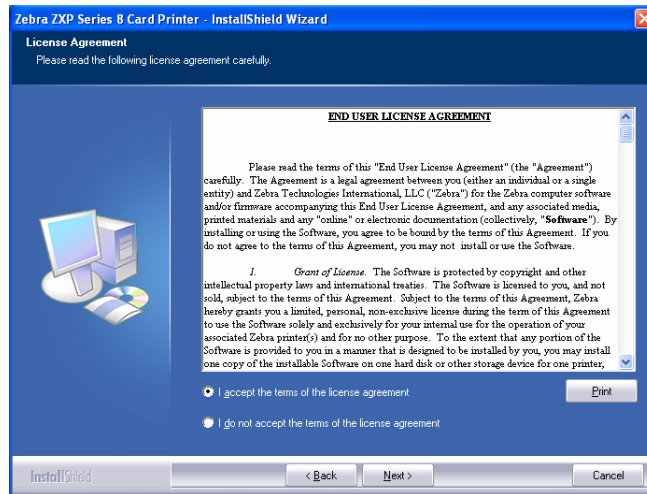 Zebra ZXP Series 8 Card Printer - InstallShield Wizard
License Agreement
Please read the following license agreement carefully.
END USER LICENSE AGREEMENT
Please read the terms of this "End User License Agreement" (the "Agreement")
carefully. The Agreement is a legal agreement between you (either an individual or a single
entity) and Zebra Technologies International, LLC ("Zebra") for the Zebra computer software
and/or firmware accompanying this End User License Agreement, and any associated media,
printed materials and any "online" or electronic documentation (collectively, "Software"). By
installing or using the Software, you agree to be bound by the terms of this Agreement. If you
do not agree to the terms of this Agreement, you may not install or use the Software.
1. Grant of License. The Software is protected by copyright and other
intellectual property laws and international treaties. The Software is licensed to you, and not
sold, subject to the terms of this Agreement. Subject to the terms of this Agreement, Zebra
hereby grants you a limited, personal, non-exclusive license during the term of this Agreement
to use the Software solely and exclusively for your internal use for the operation of your
associated Zebra printer(s) and for no other purpose. To the extent that any portion of the
Software is provided to you in a manner that is designed to be installed by you, you may install
one copy of the installable Software on one hard disk or other storage device for one printer,
I accept the terms of the license agreement
Print
I do not accept the terms of the license agreement
InstallShield
< Back
Next >
Cancel